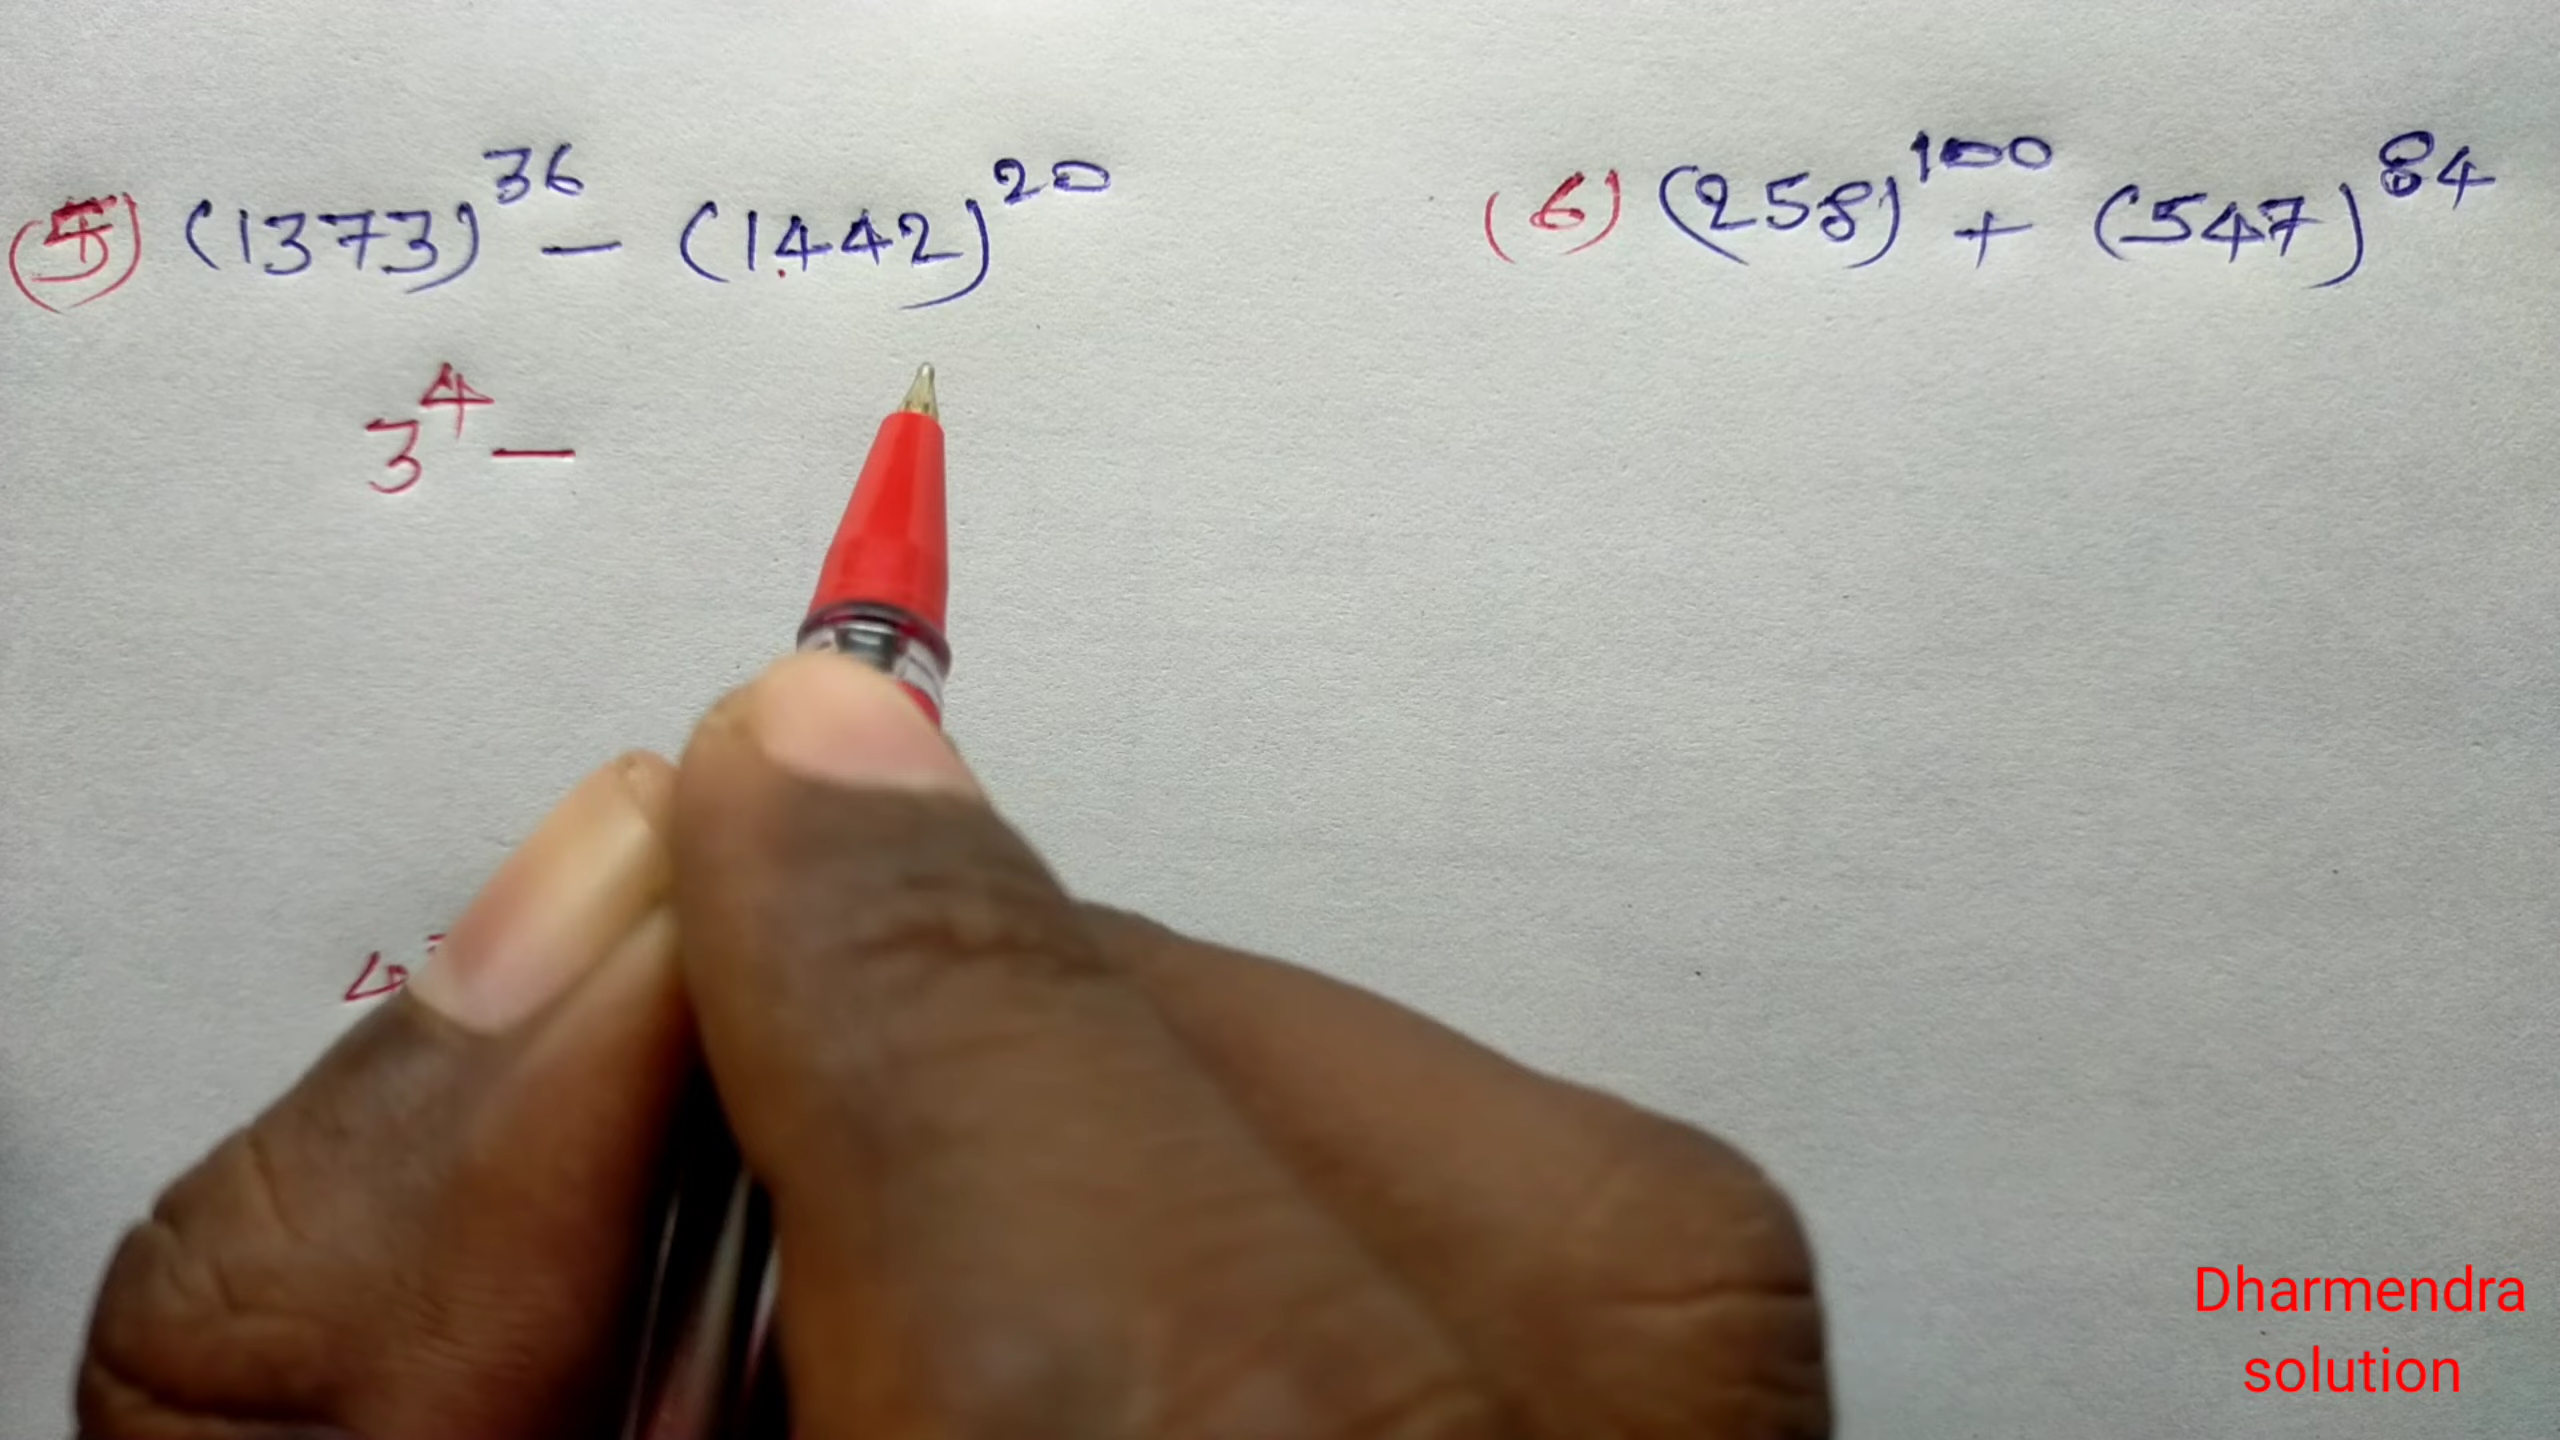 (5) (1373)^36 - (1442)^20
(6) (258)^100 + (547)^84
3^4 -
Dharmendra
solution